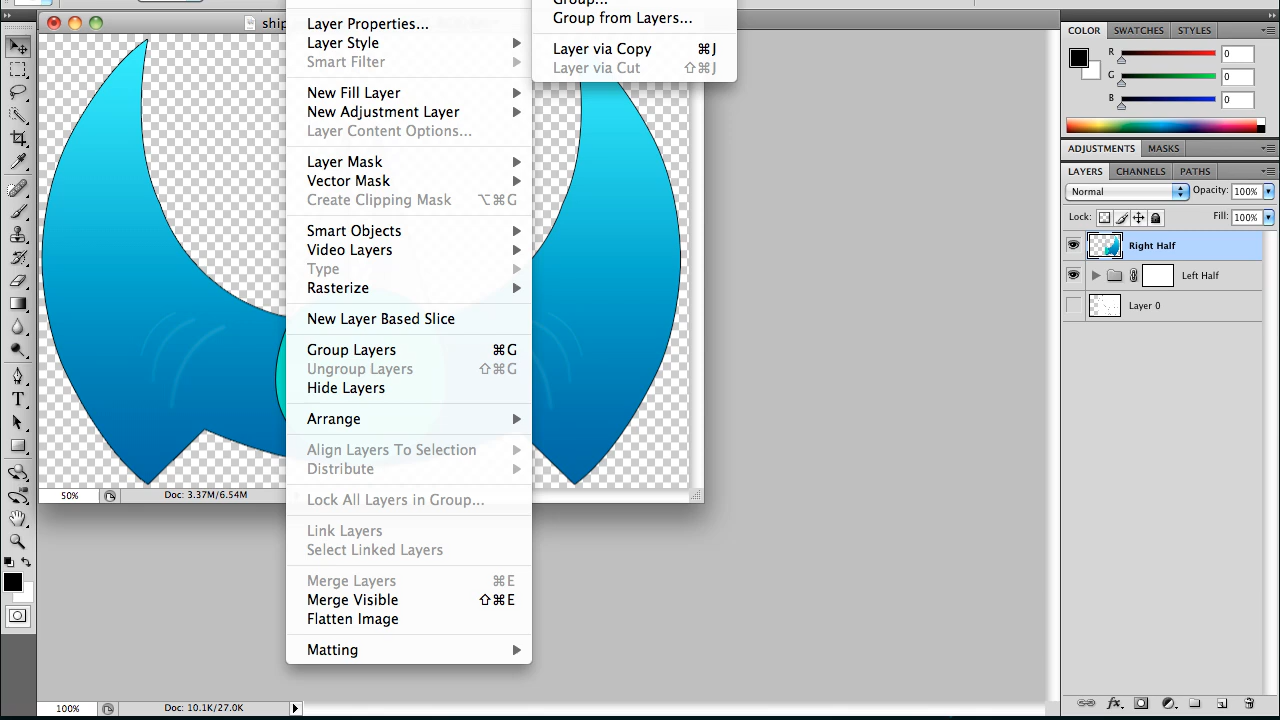 Group...
Group from Layers...
Layer via Copy ⌘J
Layer via Cut ⇧⌘J
ship
Layer Properties...
Layer Style
Smart Filter
New Fill Layer
New Adjustment Layer
Layer Content Options...
Layer Mask
Vector Mask
Create Clipping Mask ⌥⌘G
Smart Objects
Video Layers
Type
Rasterize
New Layer Based Slice
Group Layers ⌘G
Ungroup Layers ⇧⌘G
Hide Layers
Arrange
Align Layers To Selection
Distribute
Lock All Layers in Group...
Link Layers
Select Linked Layers
Merge Layers ⌘E
Merge Visible ⇧⌘E
Flatten Image
Matting
50% Doc: 3.37M/6.54M
100% Doc: 10.1K/27.0K
COLOR SWATCHES STYLES
R 0
G 0
B 0
ADJUSTMENTS MASKS
LAYERS CHANNELS PATHS
Normal Opacity: 100%
Lock: Fill: 100%
Right Half
Left Half
Layer 0